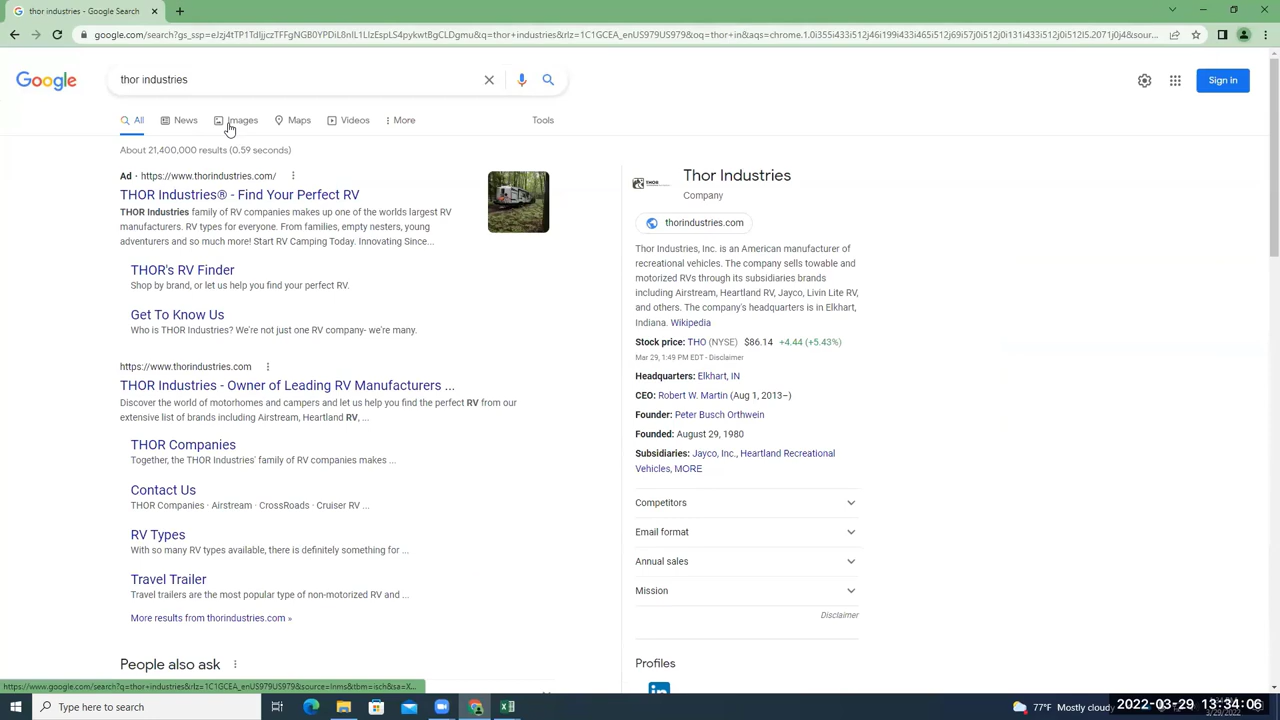 thor industries - Google Search
google.com/search?gs_ssp=eJzj4tTP1TdIjjczTFFgNGB0YPDiL8nIL1LIzEspLS4pykwtBgCLDgmu&q=thor+industries&rlz=1C1GCEA_enUS979US979&oq=thor+in&aqs=chrome.1.0i355i433i512j46i199i433i465i512j69i57j0i512j0i131i433i512j0i512l5.2071j0j4&sour...
Google
thor industries
Sign in
All
News
Images
Maps
Videos
More
Tools
About 21,400,000 results (0.59 seconds)
Ad · https://www.thorindustries.com/
THOR Industries® - Find Your Perfect RV
THOR Industries family of RV companies makes up one of the worlds largest RV
manufacturers. RV types for everyone. From families, empty nesters, young
adventurers and so much more! Start RV Camping Today. Innovating Since...
THOR's RV Finder
Shop by brand, or let us help you find your perfect RV.
Get To Know Us
Who is THOR Industries? We're not just one RV company- we're many.
https://www.thorindustries.com
THOR Industries - Owner of Leading RV Manufacturers ...
Discover the world of motorhomes and campers and let us help you find the perfect RV from our
extensive list of brands including Airstream, Heartland RV, ...
THOR Companies
Together, the THOR Industries' family of RV companies makes ...
Contact Us
THOR Companies · Airstream · CrossRoads · Cruiser RV ...
RV Types
With so many RV types available, there is definitely something for ...
Travel Trailer
Travel trailers are the most popular type of non-motorized RV and ...
More results from thorindustries.com »
People also ask
THOR
Thor Industries
Company
thorindustries.com
Thor Industries, Inc. is an American manufacturer of
recreational vehicles. The company sells towable and
motorized RVs through its subsidiaries brands
including Airstream, Heartland RV, Jayco, Livin Lite RV,
and others. The company's headquarters is in Elkhart,
Indiana. Wikipedia
Stock price: THO (NYSE) $86.14 +4.44 (+5.43%)
Mar 29, 1:49 PM EDT - Disclaimer
Headquarters: Elkhart, IN
CEO: Robert W. Martin (Aug 1, 2013–)
Founder: Peter Busch Orthwein
Founded: August 29, 1980
Subsidiaries: Jayco, Inc., Heartland Recreational
Vehicles, MORE
Competitors
Email format
Annual sales
Mission
Disclaimer
Profiles
in
https://www.google.com/search?q=thor+industries&rlz=1C1GCEA_enUS979US979&source=lnms&tbm=isch&sa=X...
Type here to search
77°F Mostly cloudy
2022-03-29 13:34:06